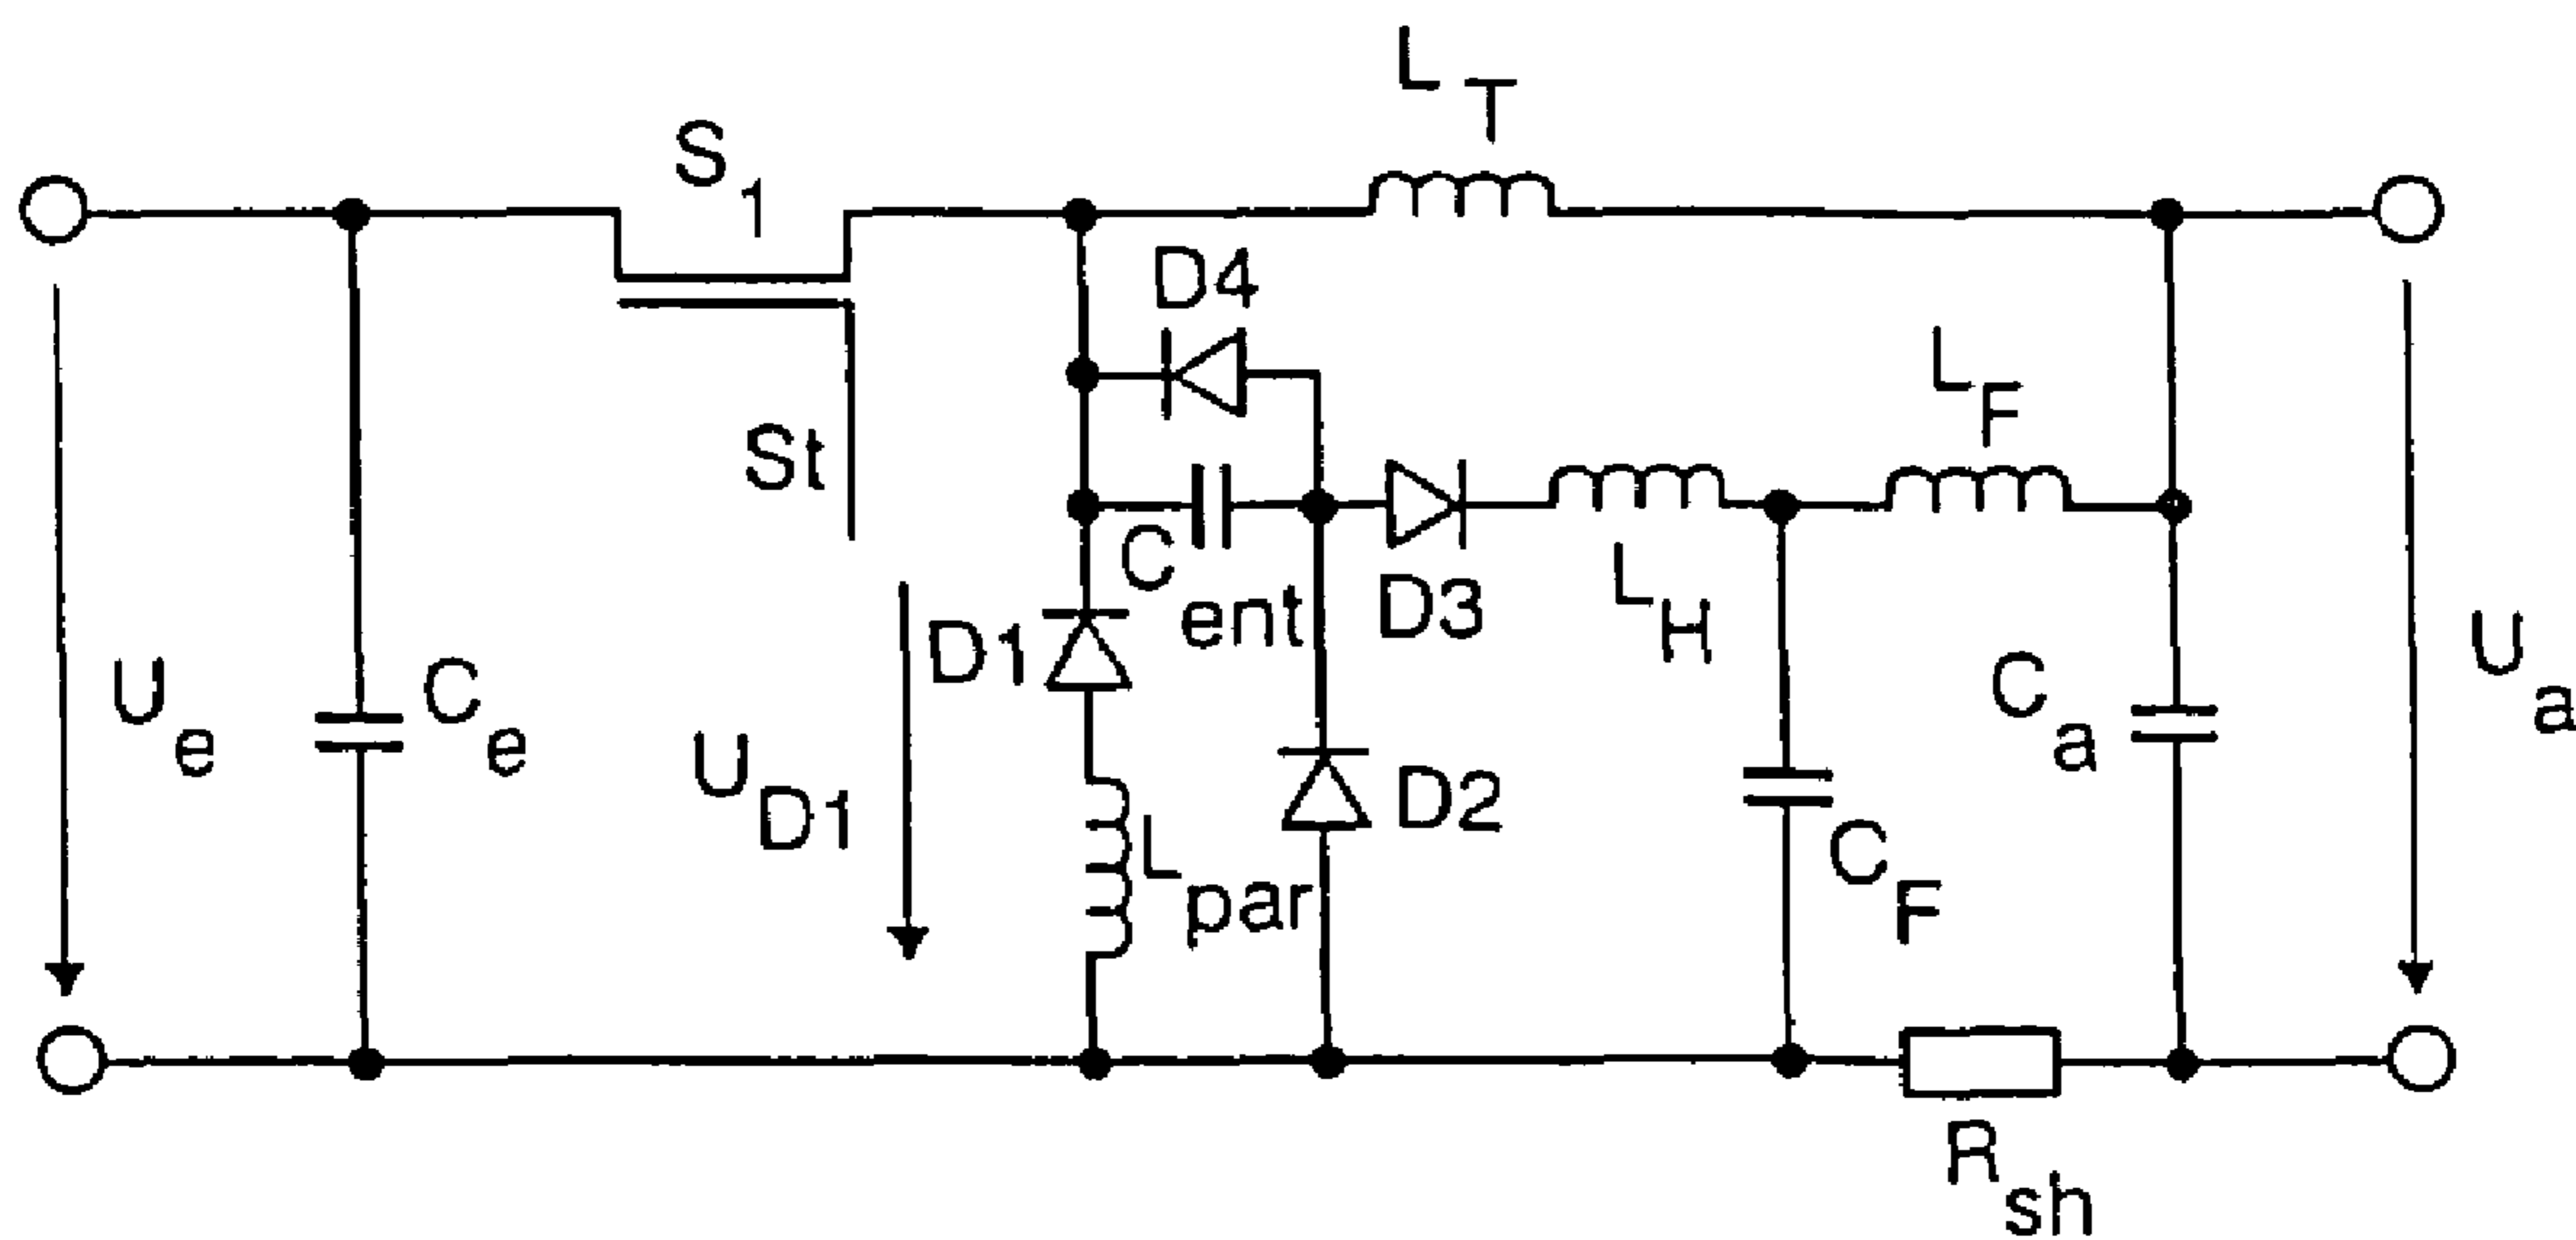 L_T
S_1
D4
L_F
St
C_ent
D3
L_H
D1
U_e
C_e
U_D1
L_par
D2
C_F
C_a
U_a
R_sh